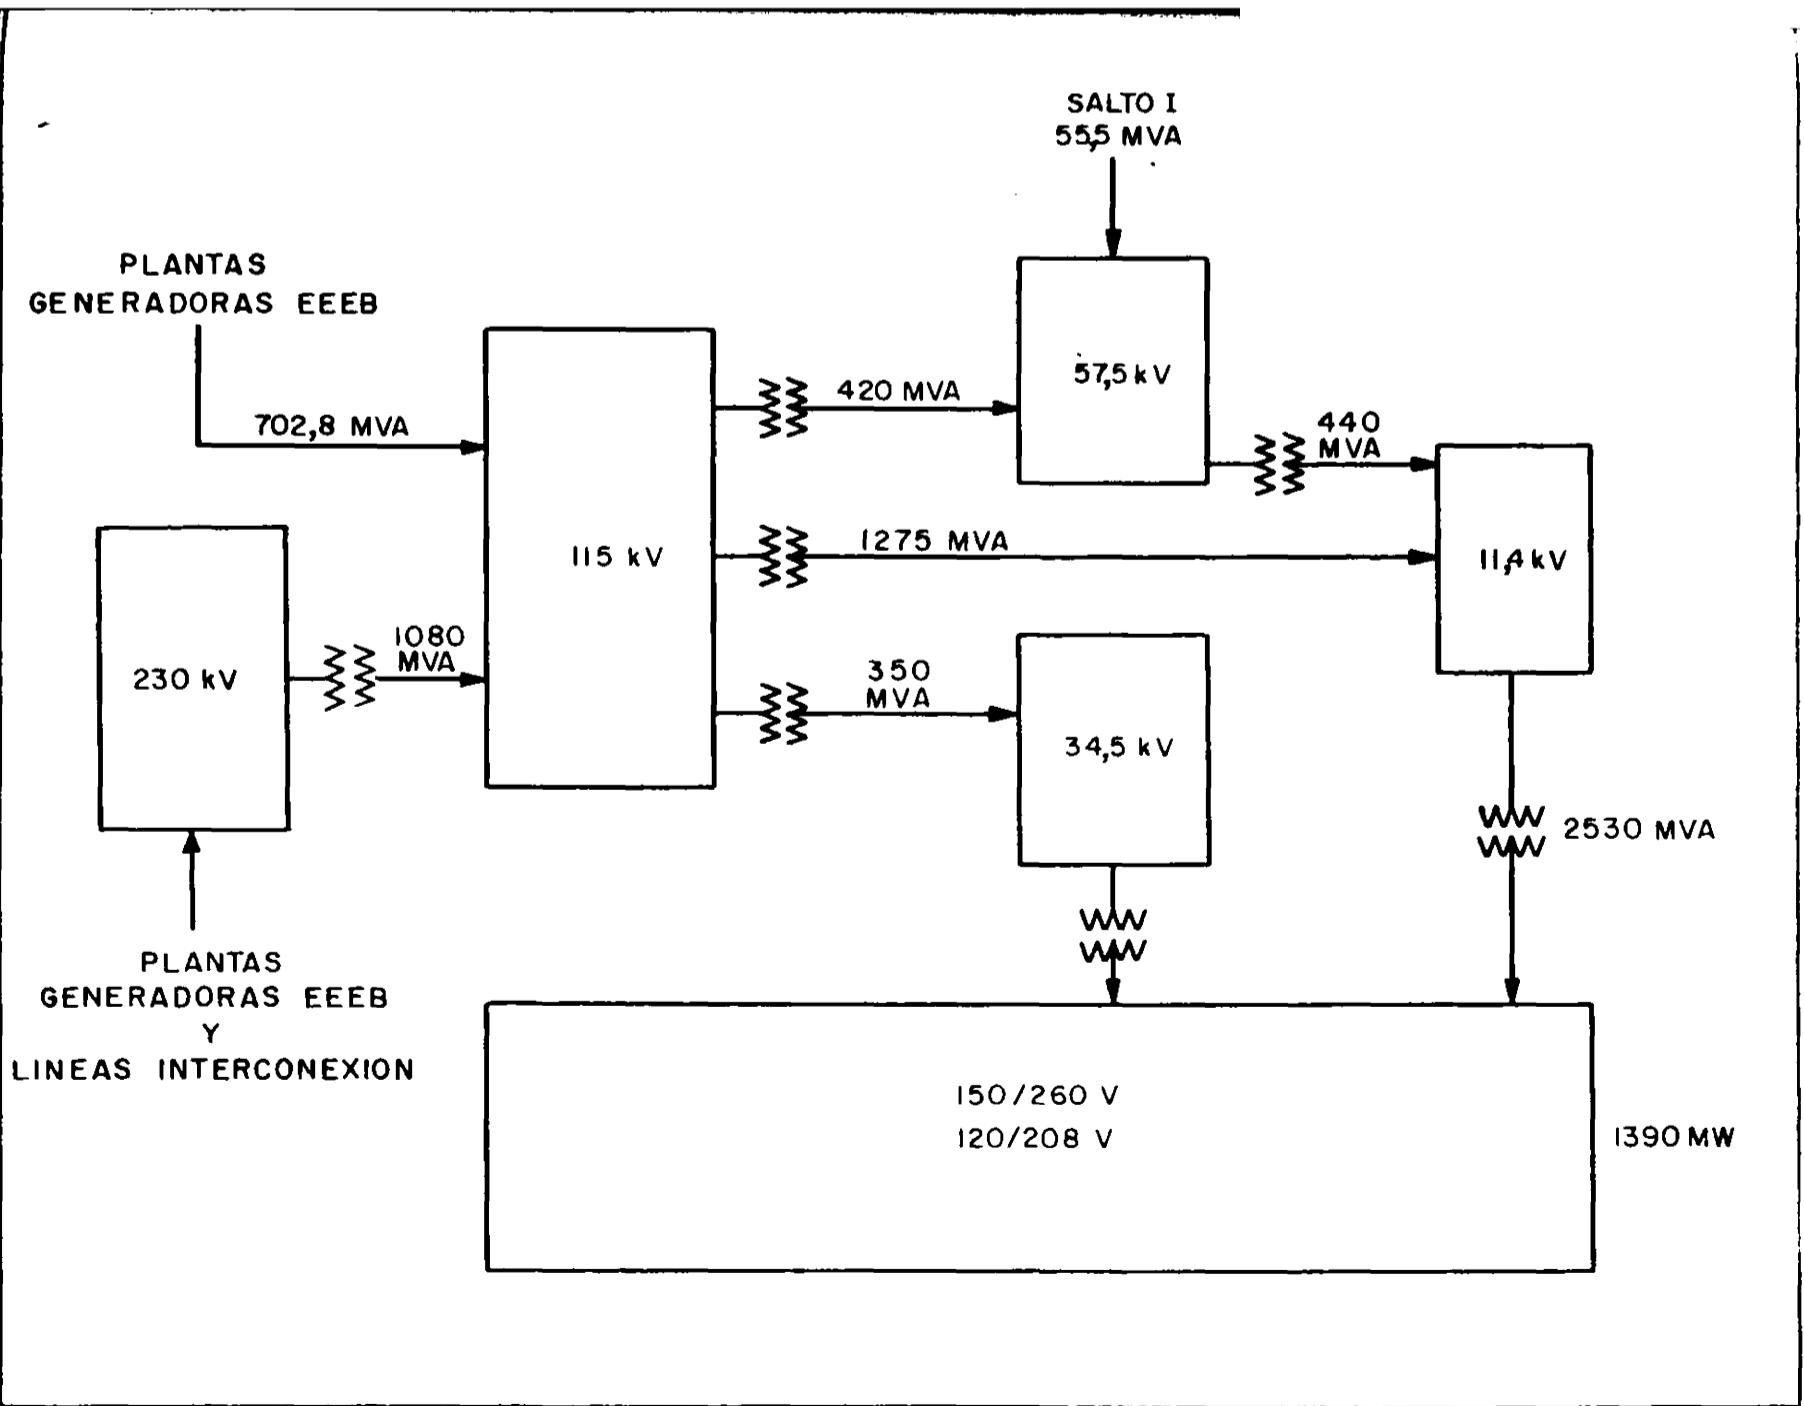 SALTO I
55,5 MVA
PLANTAS
GENERADORAS EEEB
702,8 MVA
420 MVA
57,5 kV
440
MVA
115 kV
1275 MVA
11,4 kV
230 kV
1080
MVA
350
MVA
34,5 kV
2530 MVA
PLANTAS
GENERADORAS EEEB
Y
LINEAS INTERCONEXION
150/260 V
120/208 V
1390 MW